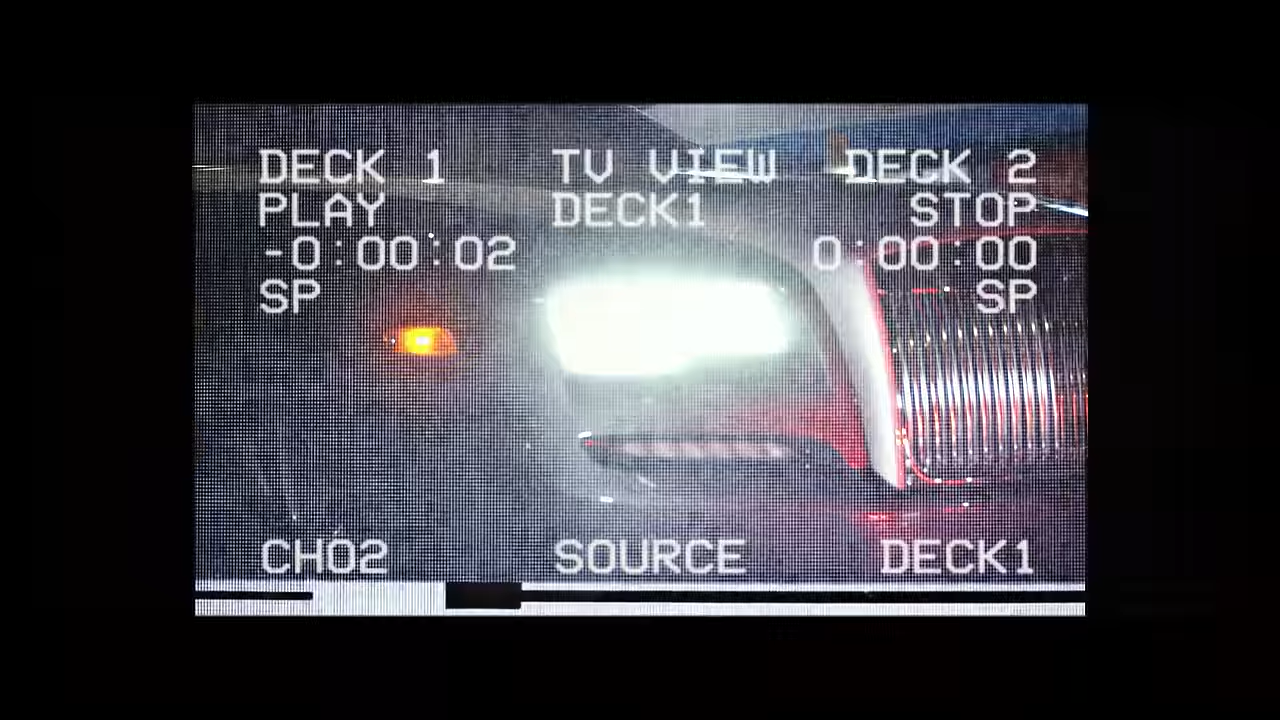 DECK 1 TV VIEW DECK 2
PLAY DECK1 STOP
-0:00:02 0:00:00
SP SP
CH02 SOURCE DECK1